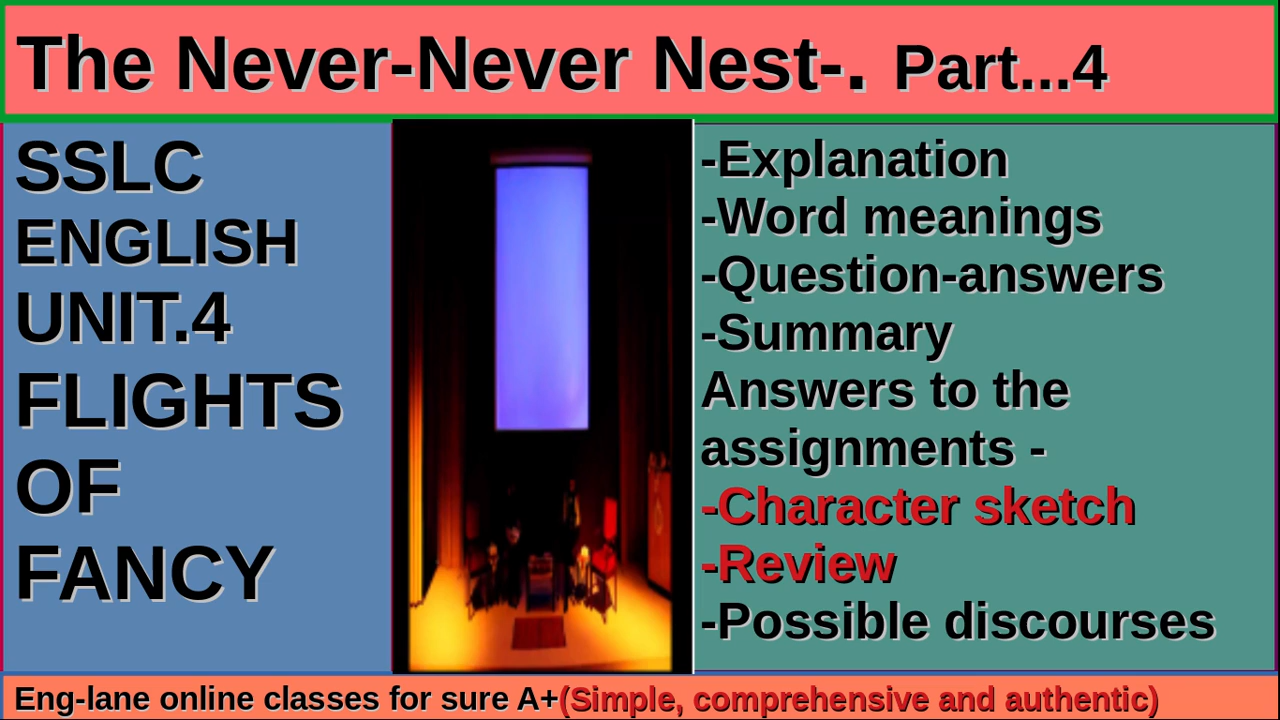 The Never-Never Nest-. Part...4
SSLC
ENGLISH
UNIT.4
FLIGHTS
OF
FANCY
-Explanation
-Word meanings
-Question-answers
-Summary
Answers to the
assignments -
-Character sketch
-Review
-Possible discourses
Eng-lane online classes for sure A+(Simple, comprehensive and authentic)